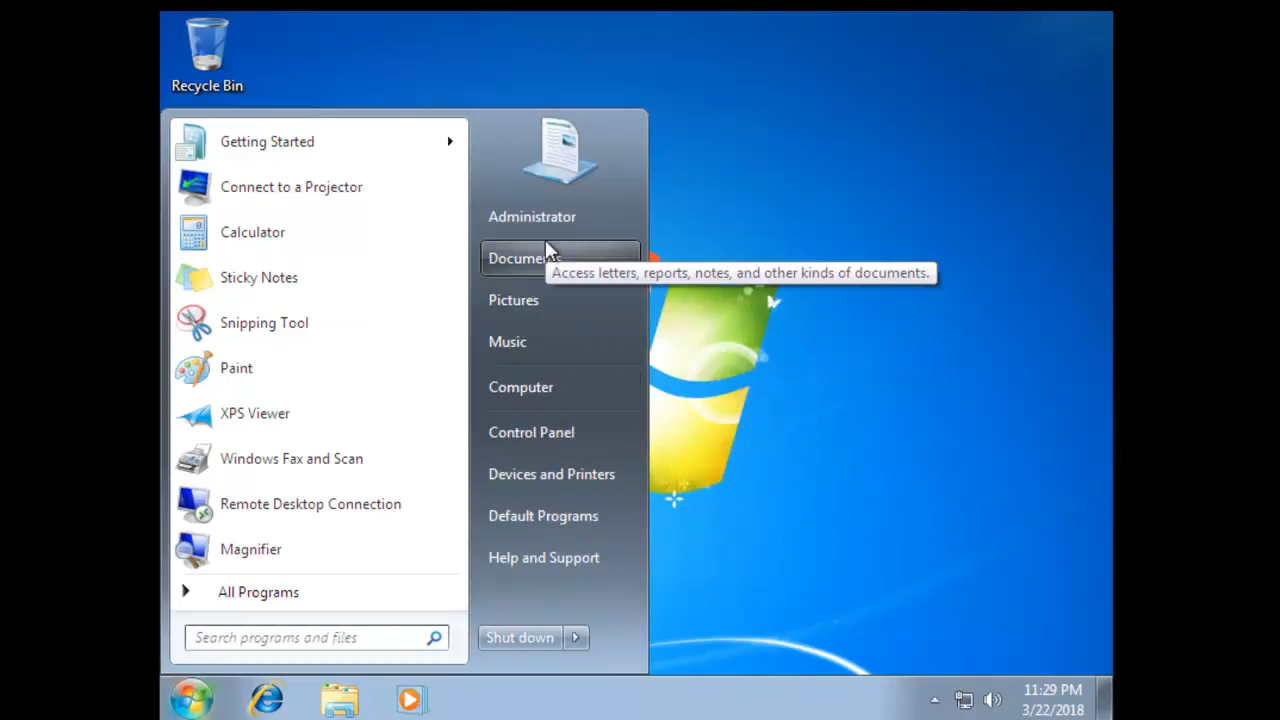 Recycle Bin
Getting Started
Connect to a Projector
Calculator
Sticky Notes
Snipping Tool
Paint
XPS Viewer
Windows Fax and Scan
Remote Desktop Connection
Magnifier
All Programs
Search programs and files
Administrator
Documents
Access letters, reports, notes, and other kinds of documents.
Pictures
Music
Computer
Control Panel
Devices and Printers
Default Programs
Help and Support
Shut down
11:29 PM
3/22/2018